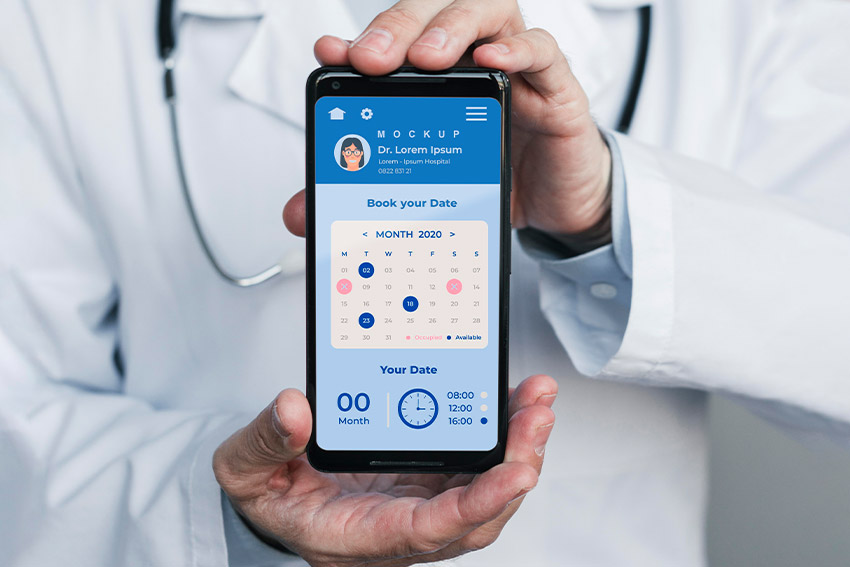 MOCKUP
Dr. Lorem Ipsum
Lorem - Ipsum Hospital
0822 831 21
Book your Date
< MONTH 2020 >
M T W T F S S
01 02 03 04 05 06 07
09 10 11 12 14
15 16 17 18 19 20 21
22 23 24 25 26 27 28
29 30 31 Occupied Available
Your Date
00
Month
08:00
12:00
16:00